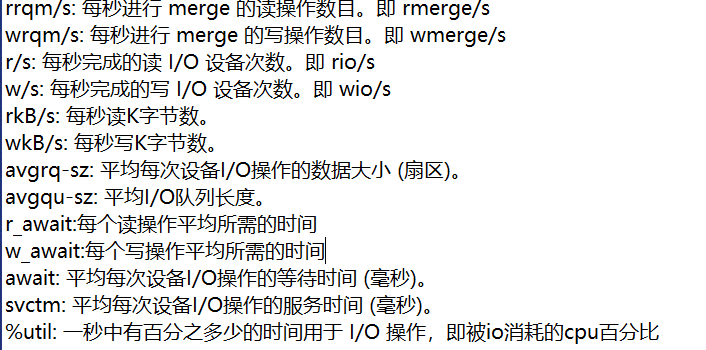 rrqm/s: 每秒进行 merge 的读操作数目。即 rmerge/s
wrqm/s: 每秒进行 merge 的写操作数目。即 wmerge/s
r/s: 每秒完成的读 I/O 设备次数。即 rio/s
w/s: 每秒完成的写 I/O 设备次数。即 wio/s
rkB/s: 每秒读K字节数。
wkB/s: 每秒写K字节数。
avgrq-sz: 平均每次设备I/O操作的数据大小 (扇区)。
avgqu-sz: 平均I/O队列长度。
r_await:每个读操作平均所需的时间
w_await:每个写操作平均所需的时间
await: 平均每次设备I/O操作的等待时间 (毫秒)。
svctm: 平均每次设备I/O操作的服务时间 (毫秒)。
%util: 一秒中有百分之多少的时间用于 I/O 操作，即被io消耗的cpu百分比